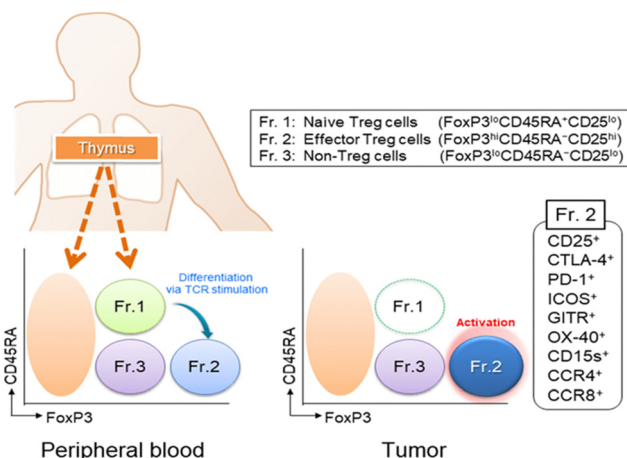 Thymus
Fr. 1: Naive Treg cells (FoxP3ˡᵒCD45RA⁺CD25ˡᵒ)
Fr. 2: Effector Treg cells (FoxP3ʰⁱCD45RA⁻CD25ʰⁱ)
Fr. 3: Non-Treg cells (FoxP3ˡᵒCD45RA⁻CD25ˡᵒ)
CD45RA
FoxP3
Fr.1
Fr.3
Fr.2
Differentiation
via TCR stimulation
Peripheral blood
CD45RA
FoxP3
Fr.1
Fr.3
Activation
Fr.2
Tumor
Fr. 2
CD25⁺
CTLA-4⁺
PD-1⁺
ICOS⁺
GITR⁺
OX-40⁺
CD15s⁺
CCR4⁺
CCR8⁺